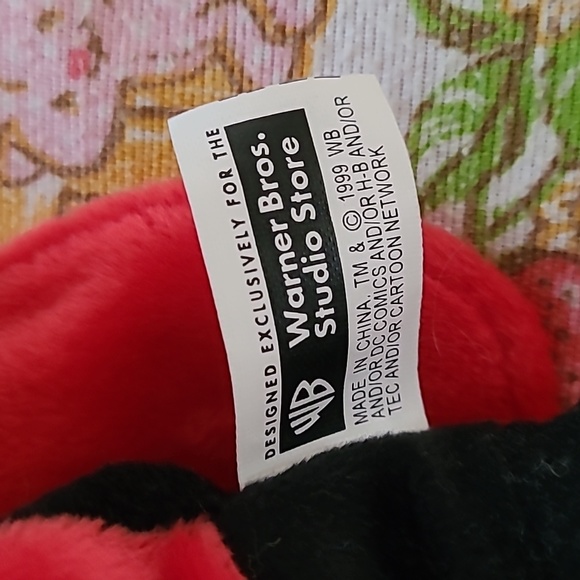 DESIGNED EXCLUSIVELY FOR THE
WB
Warner Bros.
Studio Store
MADE IN CHINA. TM & © 1999 WB
AND/OR DC COMICS AND/OR H-B AND/OR
TEC AND/OR CARTOON NETWORK